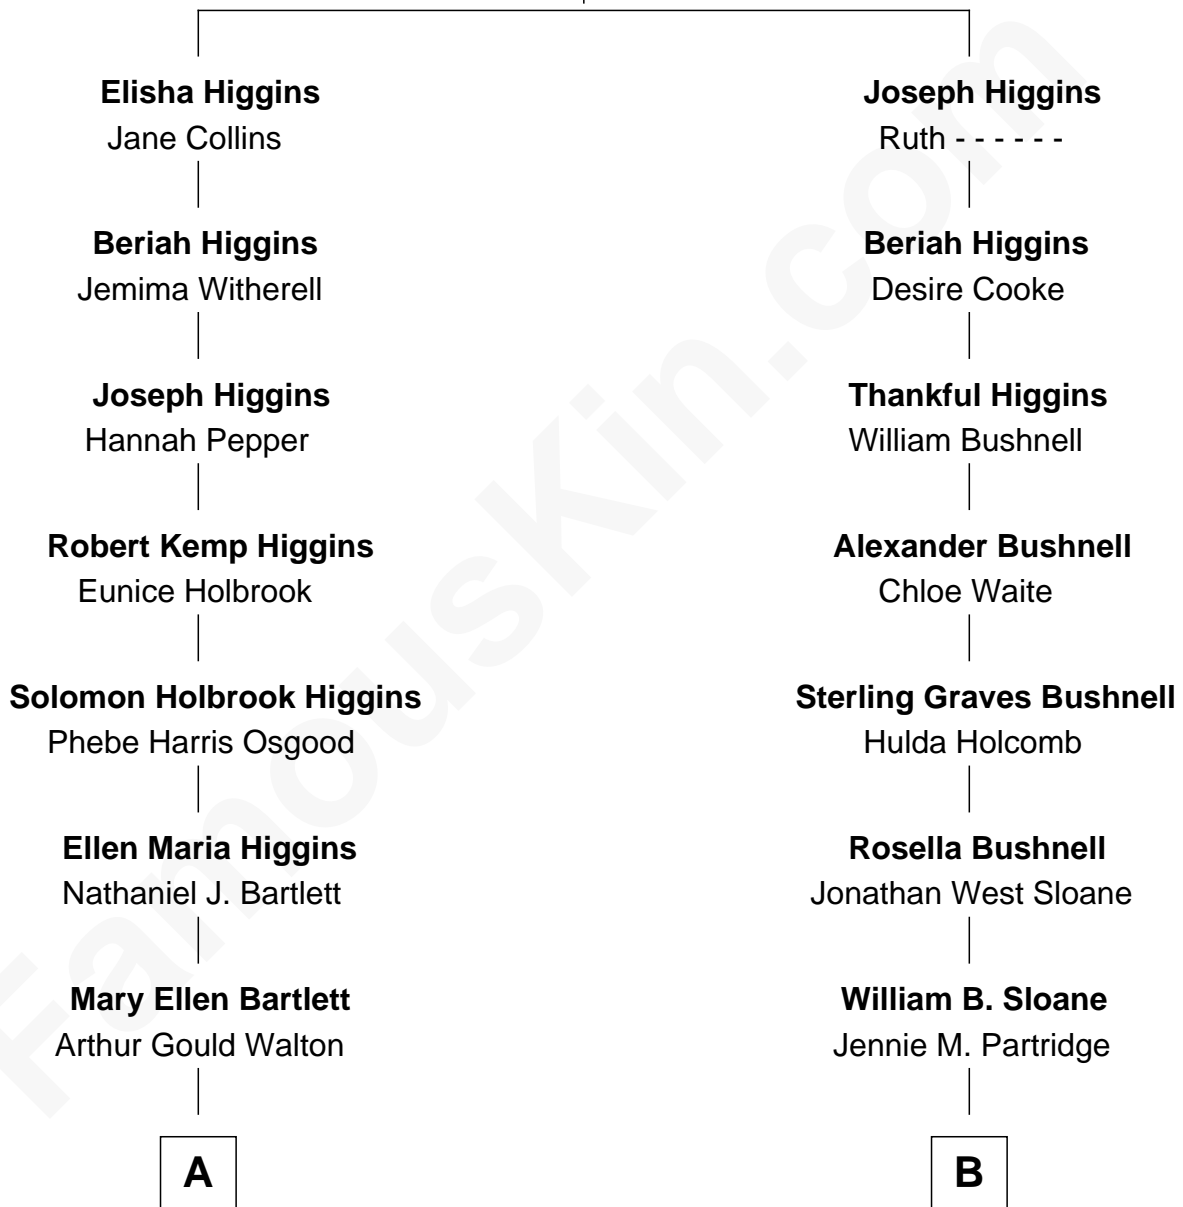 Elisha Higgins
Jane Collins
Beriah Higgins
Jemima Witherell
Joseph Higgins
Hannah Pepper
Robert Kemp Higgins
Eunice Holbrook
Solomon Holbrook Higgins
Phebe Harris Osgood
Ellen Maria Higgins
Nathaniel J. Bartlett
Mary Ellen Bartlett
Arthur Gould Walton
A
Joseph Higgins
Ruth - - - - - -
Beriah Higgins
Desire Cooke
Thankful Higgins
William Bushnell
Alexander Bushnell
Chloe Waite
Sterling Graves Bushnell
Hulda Holcomb
Rosella Bushnell
Jonathan West Sloane
William B. Sloane
Jennie M. Partridge
B
FamousKin.com